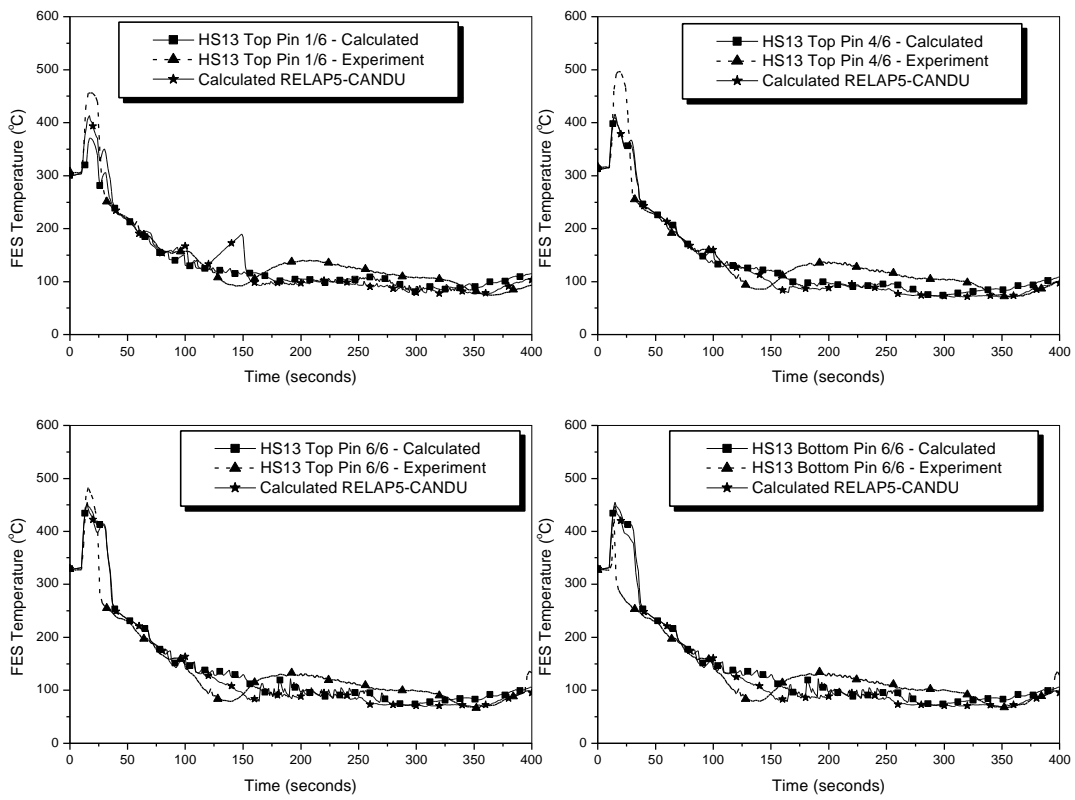 HS13 Top Pin 1/6 - Calculated
HS13 Top Pin 1/6 - Experiment
Calculated RELAP5-CANDU
FES Temperature (°C)
600
500
400
300
200
100
0
0 50 100 150 200 250 300 350 400
Time (seconds)
HS13 Top Pin 4/6 - Calculated
HS13 Top Pin 4/6 - Experiment
Calculated RELAP5-CANDU
FES Temperature (°C)
600
500
400
300
200
100
0
0 50 100 150 200 250 300 350 400
Time (seconds)
HS13 Top Pin 6/6 - Calculated
HS13 Top Pin 6/6 - Experiment
Calculated RELAP5-CANDU
FES Temperature (°C)
600
500
400
300
200
100
0
0 50 100 150 200 250 300 350 400
Time (seconds)
HS13 Bottom Pin 6/6 - Calculated
HS13 Bottom Pin 6/6 - Experiment
Calculated RELAP5-CANDU
FES Temperature (°C)
600
500
400
300
200
100
0
0 50 100 150 200 250 300 350 400
Time (seconds)